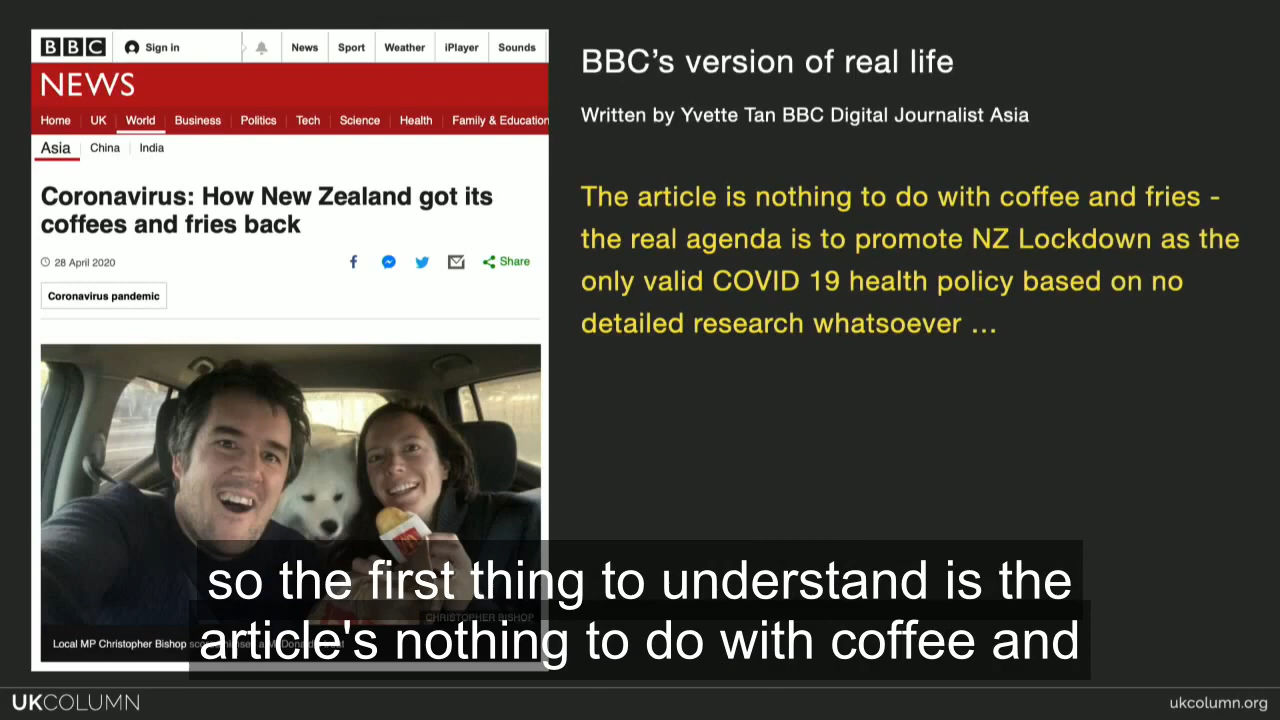 BBC
Sign in
News
Sport
Weather
iPlayer
Sounds
NEWS
Home
UK
World
Business
Politics
Tech
Science
Health
Family & Education
Asia
China
India
Coronavirus: How New Zealand got its
coffees and fries back
28 April 2020
Share
Coronavirus pandemic
CHRISTOPHER BISHOP
Local MP Christopher Bishop
BBC's version of real life
Written by Yvette Tan BBC Digital Journalist Asia
The article is nothing to do with coffee and fries -
the real agenda is to promote NZ Lockdown as the
only valid COVID 19 health policy based on no
detailed research whatsoever ...
so the first thing to understand is the
article's nothing to do with coffee and
UKCOLUMN
ukcolumn.org